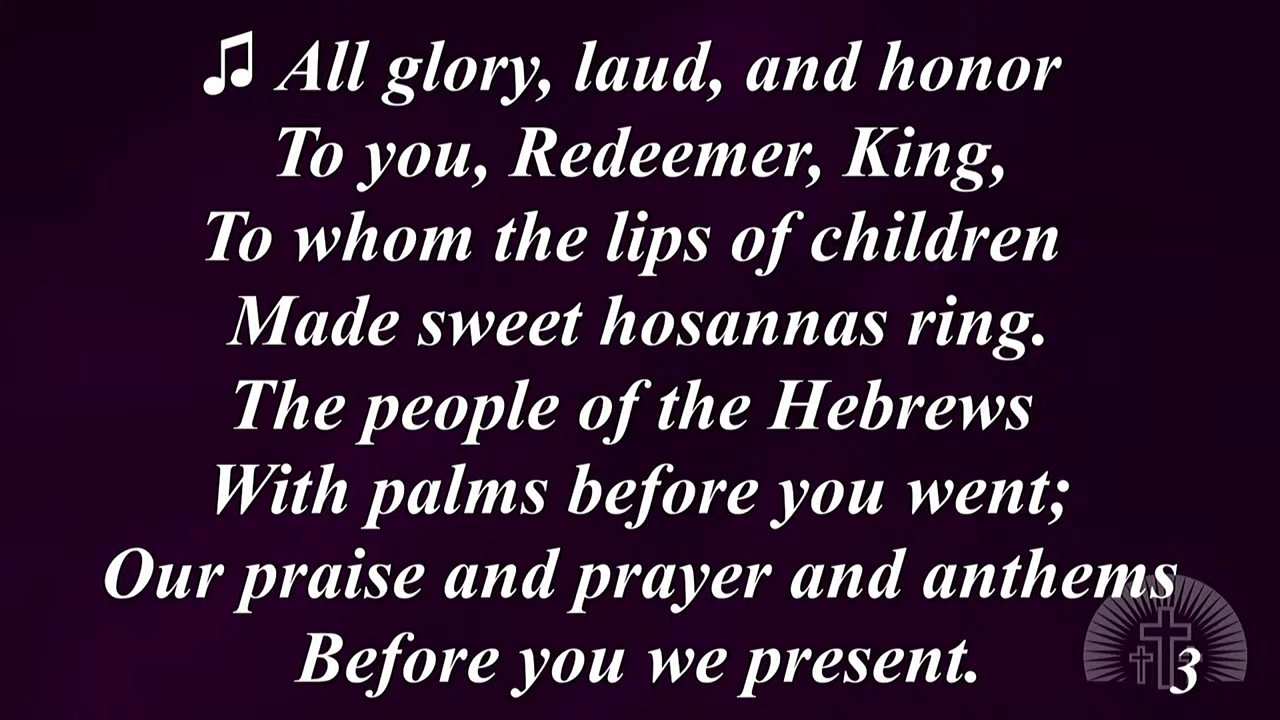 ♫ All glory, laud, and honor
To you, Redeemer, King,
To whom the lips of children
Made sweet hosannas ring.
The people of the Hebrews
With palms before you went;
Our praise and prayer and anthems
Before you we present.
3